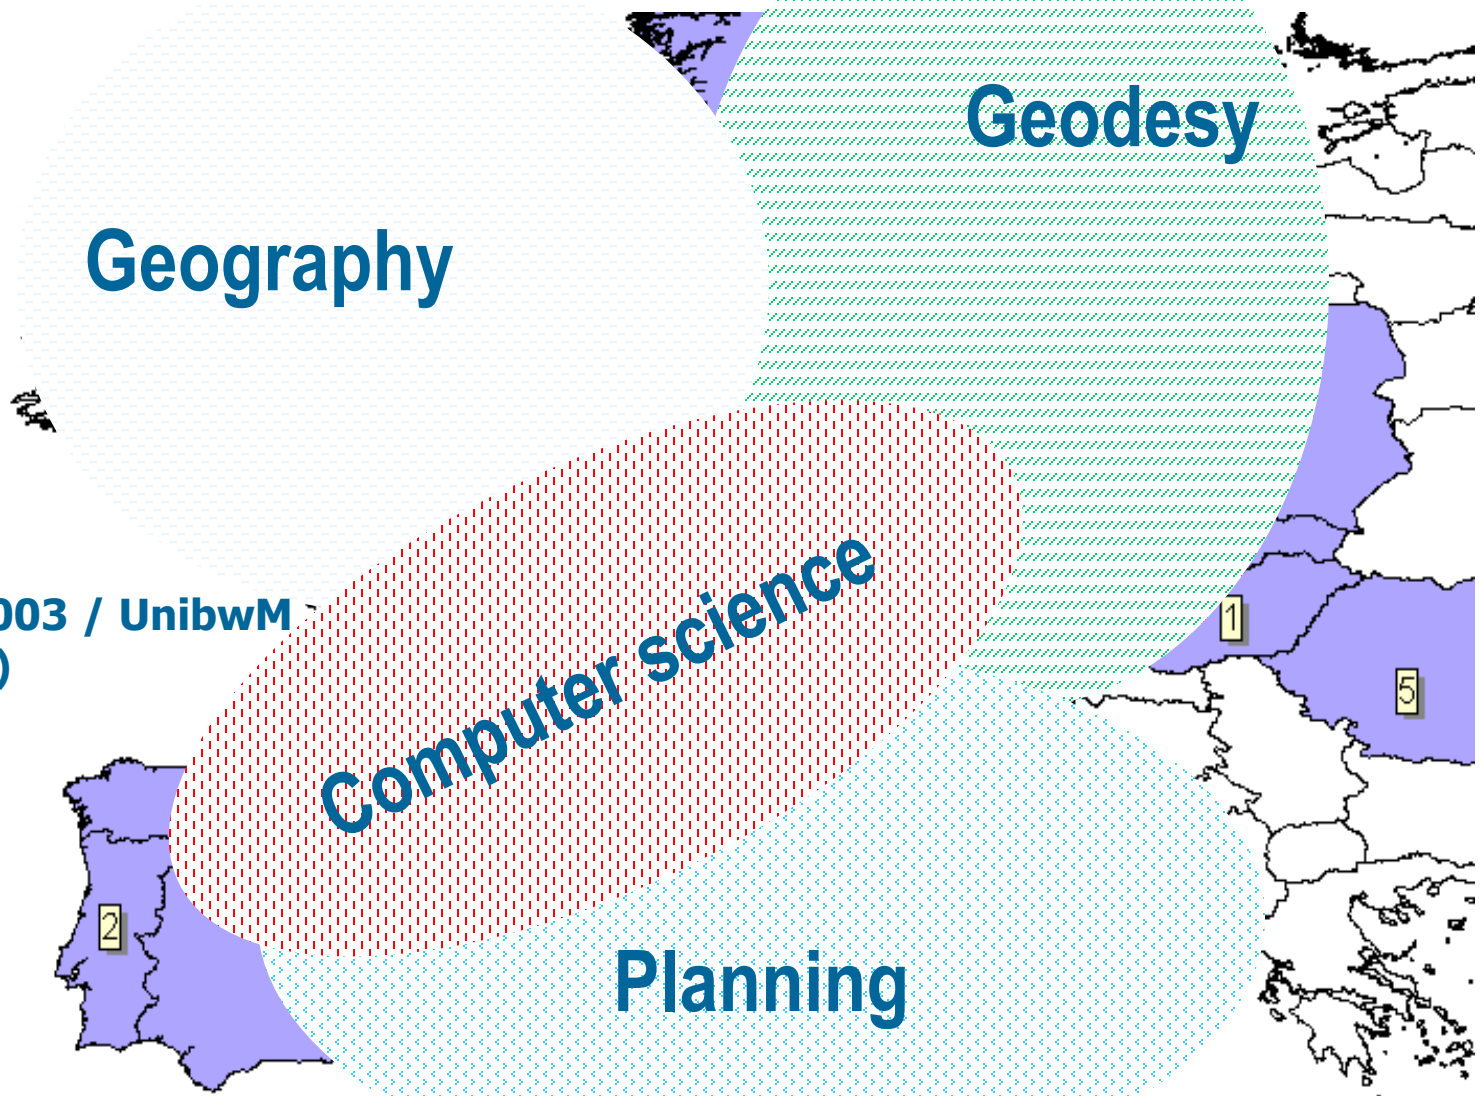 Geodesy
Geography
Computer science
003 / UnibwM
)
1
5
2
Planning